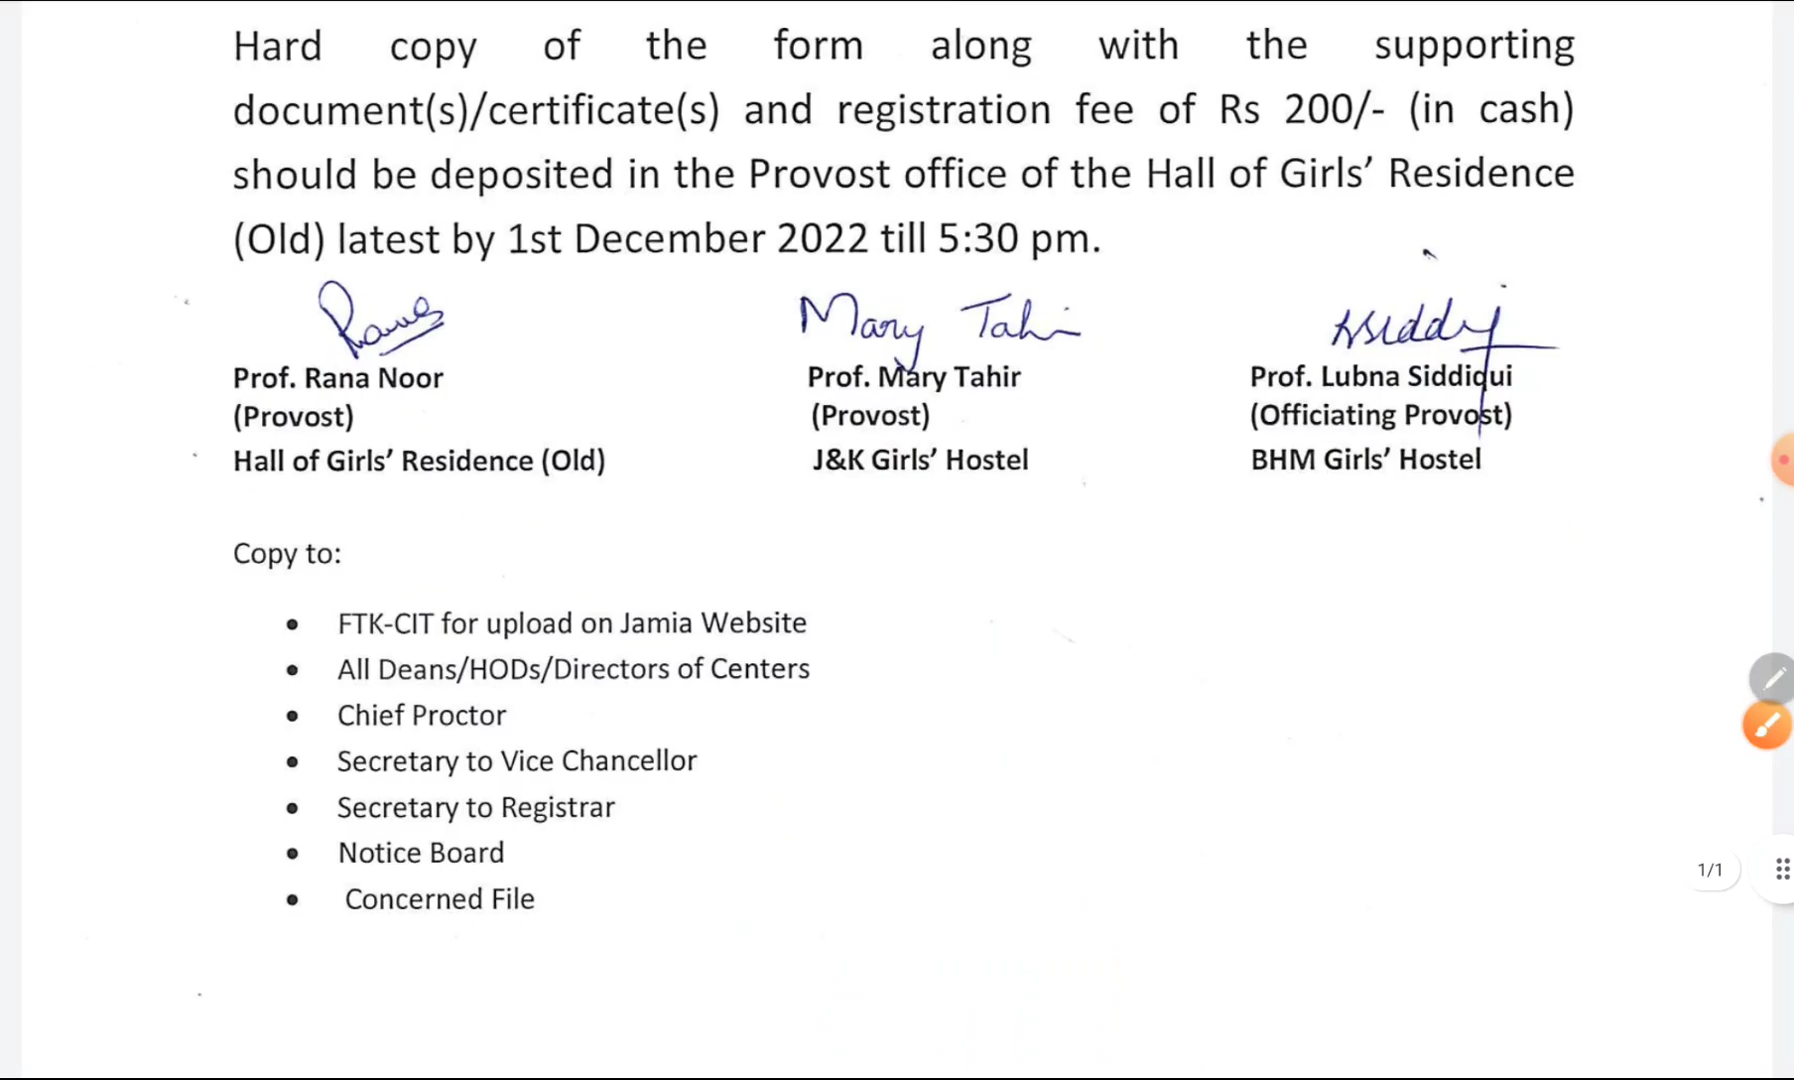 Hard copy of the form along with the supporting
document(s)/certificate(s) and registration fee of Rs 200/- (in cash)
should be deposited in the Provost office of the Hall of Girls’ Residence
(Old) latest by 1st December 2022 till 5:30 pm.
Mary Tahir
Prof. Rana Noor
Prof. Mary Tahir
Prof. Lubna Siddiqui
(Provost)
(Provost)
(Officiating Provost)
Hall of Girls’ Residence (Old)
J&K Girls’ Hostel
BHM Girls’ Hostel
Copy to:
• FTK-CIT for upload on Jamia Website
• All Deans/HODs/Directors of Centers
• Chief Proctor
• Secretary to Vice Chancellor
• Secretary to Registrar
• Notice Board
• Concerned File
1/1